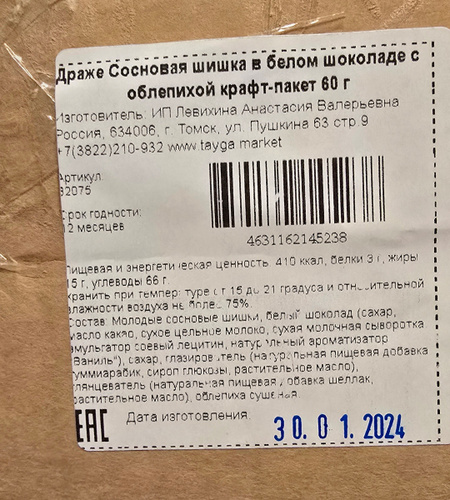 Драже Сосновая шишка в белом шоколаде с
облепихой крафт-пакет 60 г
Изготовитель: ИП Левихина Анастасия Валерьевна
Россия, 634006, г. Томск, ул. Пушкина 63 стр.9
+7(3822)210-932 www.tayga.market
Артикул:
32075
Срок годности:
12 месяцев
4631162145238
Пищевая и энергетическая ценность: 410 ккал, белки 3 г, жиры
15 г, углеводы 66 г.
Хранить при температуре от 15 до 21 градуса и относительной
влажности воздуха не более 75%.
Состав: Молодые сосновые шишки, белый шоколад (сахар,
масло какао, сухое цельное молоко, сухая молочная сыворотка
эмульгатор соевый лецитин, натуральный ароматизатор
"Ваниль"), сахар, глазирователь (натуральная пищевая добавка
гуммиарабик, сироп глюкозы, растительное масло),
глянцеватель (натуральная пищевая добавка шеллак,
растительное масло), облепиха сушеная
EAC
Дата изготовления:
30.01.2024